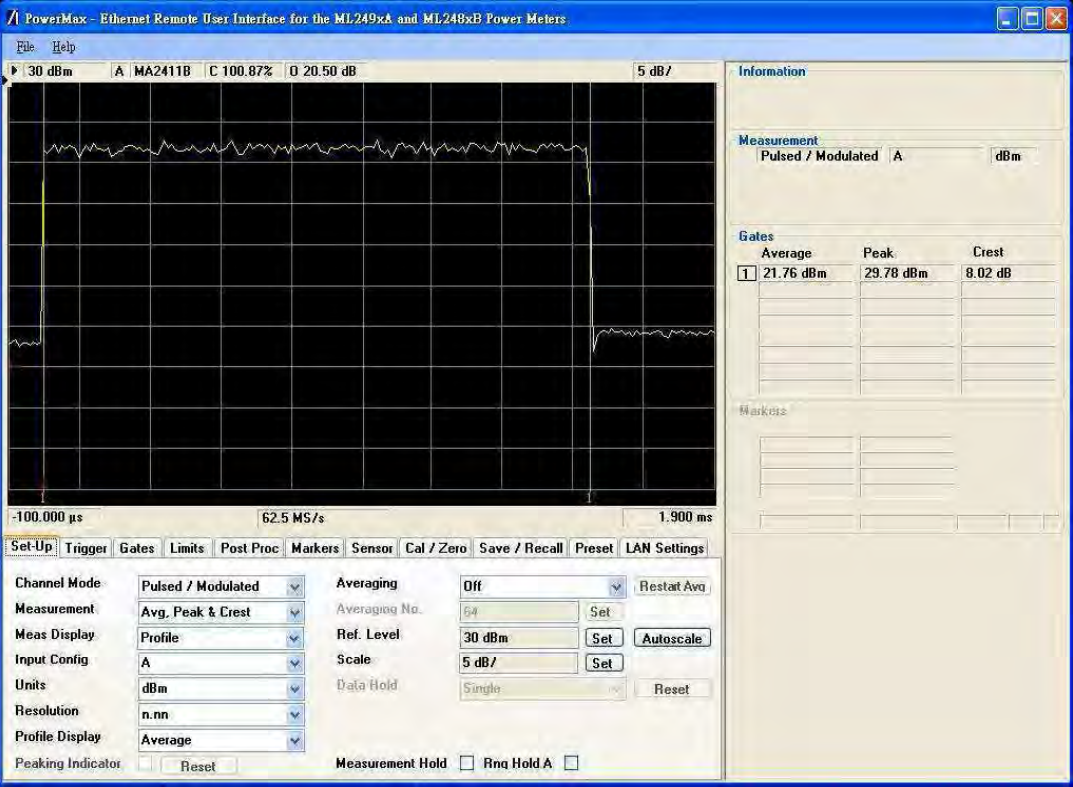 PowerMax - Ethernet Remote User Interface for the ML249xA and ML248xB Power Meters
File Help
30 dBm A MA2411B C 100.87% O 20.50 dB 5 dB/
1 1
-100.000 µs 62.5 MS/s 1.900 ms
Information
Measurement
Pulsed / Modulated A dBm
Gates
Average Peak Crest
1 21.76 dBm 29.78 dBm 8.02 dB
Markers
Set-Up Trigger Gates Limits Post Proc Markers Sensor Cal / Zero Save / Recall Preset LAN Settings
Channel Mode Pulsed / Modulated Averaging Off Restart Avg
Measurement Avg, Peak & Crest Averaging No. 64 Set
Meas Display Profile Ref. Level 30 dBm Set Autoscale
Input Config A Scale 5 dB/ Set
Units dBm Data Hold Single Reset
Resolution n.nn
Profile Display Average
Peaking Indicator Reset Measurement Hold Rng Hold A